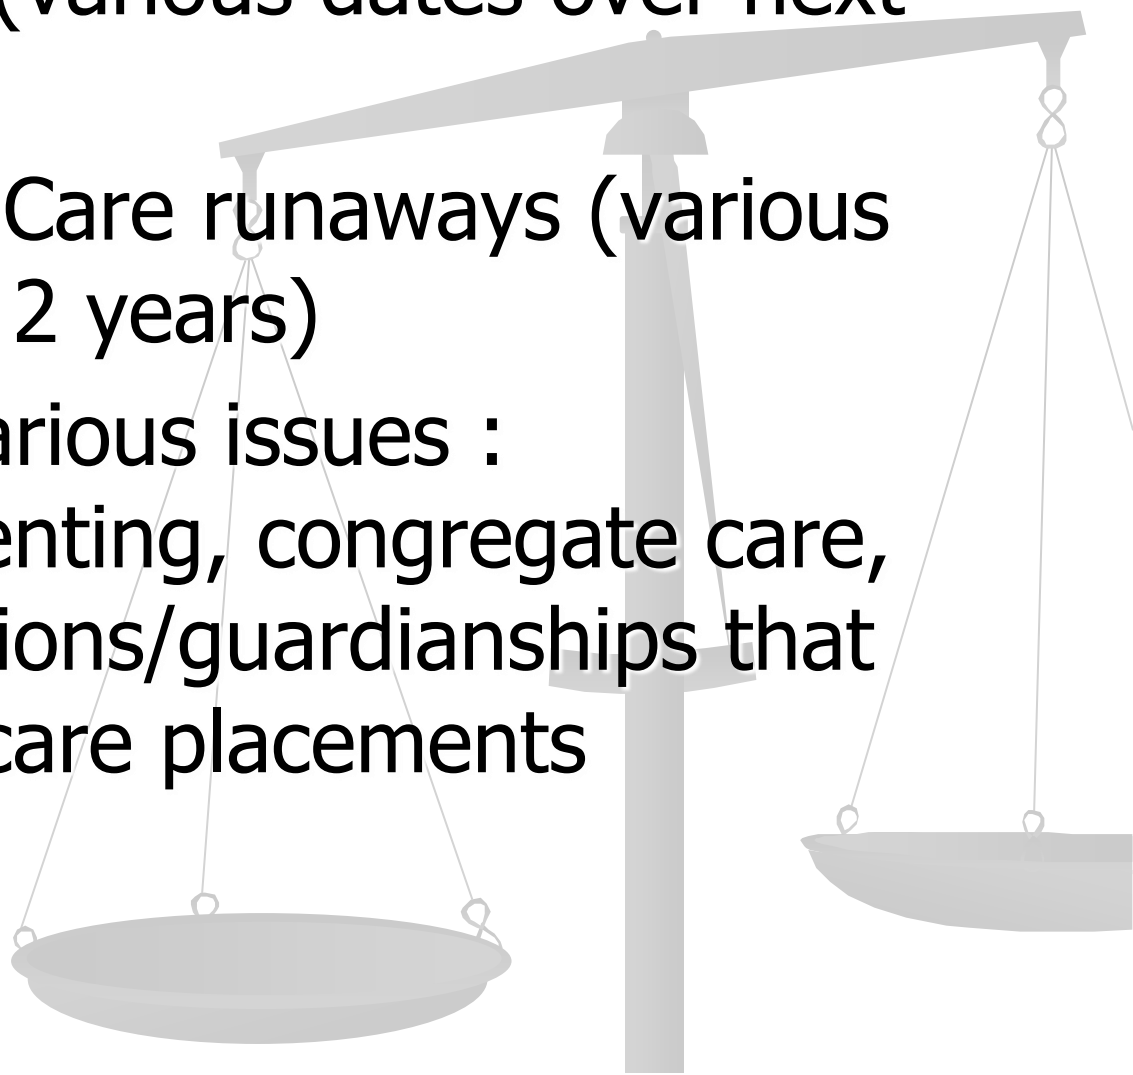 (various dates over next
Care runaways (various
2 years)
arious issues :
enting, congregate care,
ions/guardianships that
care placements